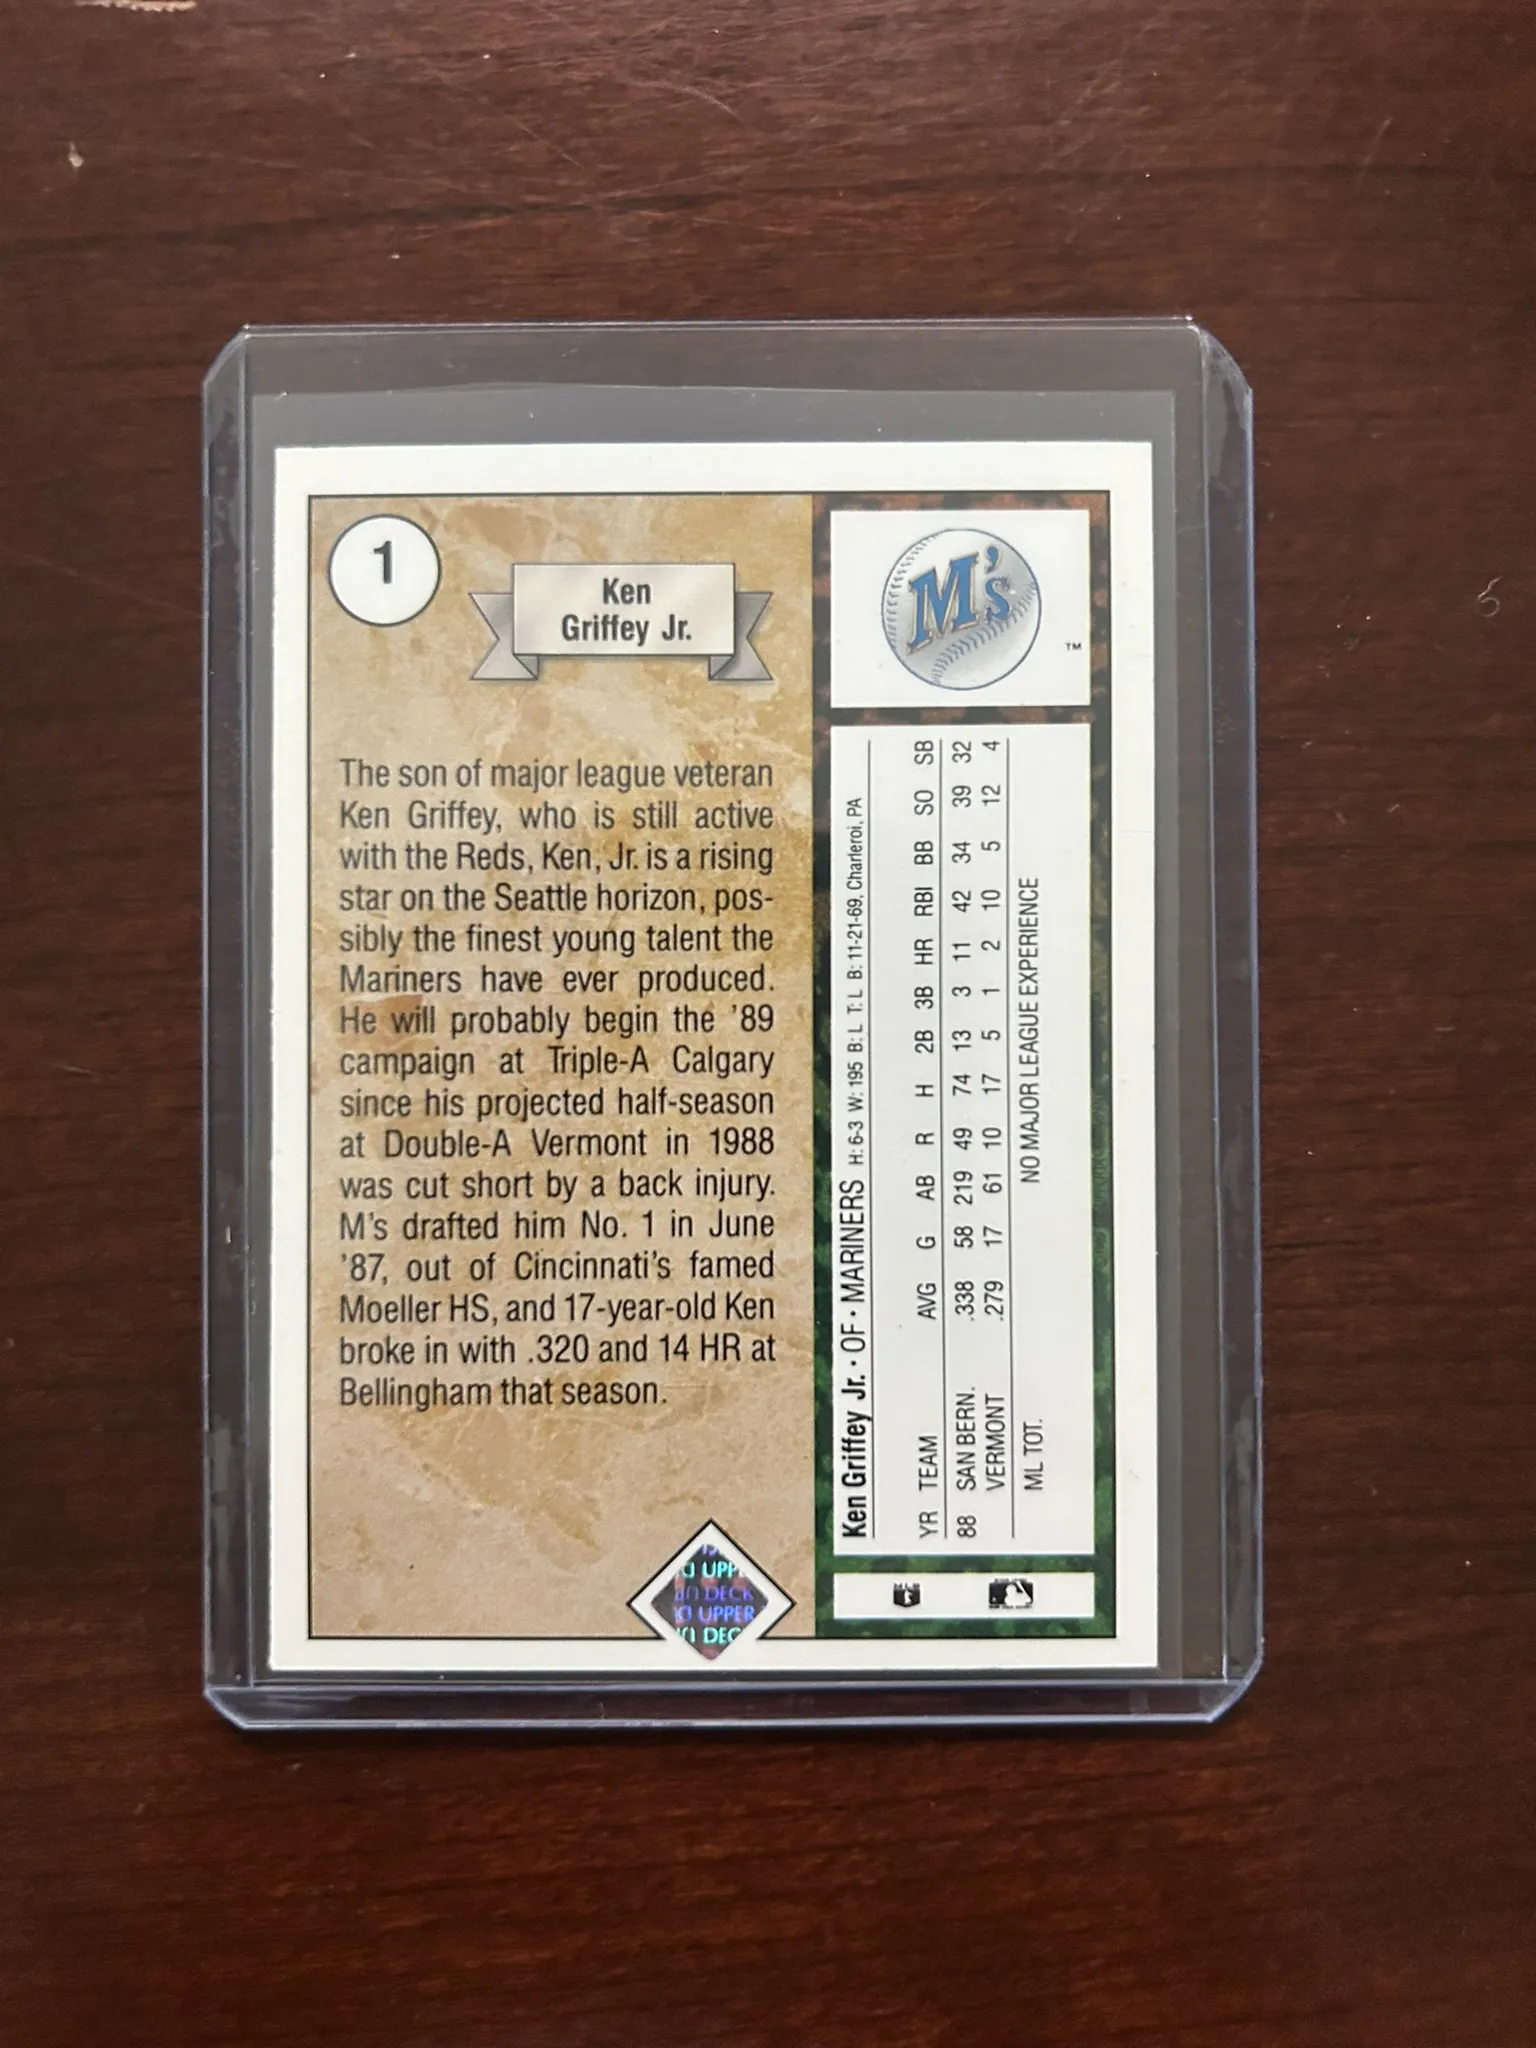 1
Ken
Griffey Jr.
The son of major league veteran
Ken Griffey, who is still active
with the Reds, Ken, Jr. is a rising
star on the Seattle horizon, pos-
sibly the finest young talent the
Mariners have ever produced.
He will probably begin the '89
campaign at Triple-A Calgary
since his projected half-season
at Double-A Vermont in 1988
was cut short by a back injury.
M's drafted him No. 1 in June
'87, out of Cincinnati's famed
Moeller HS, and 17-year-old Ken
broke in with .320 and 14 HR at
Bellingham that season.
UPPER
DECK
UPPER
DEC
M's
TM
Ken Griffey Jr. · OF · MARINERS H: 6-3 W: 195 B: L T: L B: 11-21-69, Charleroi, PA
YR TEAM AVG G AB R H 2B 3B HR RBI BB SO SB
88 SAN BERN. .338 58 219 49 74 13 3 11 42 34 39 32
VERMONT .279 17 61 10 17 5 1 2 10 5 12 4
ML TOT. NO MAJOR LEAGUE EXPERIENCE